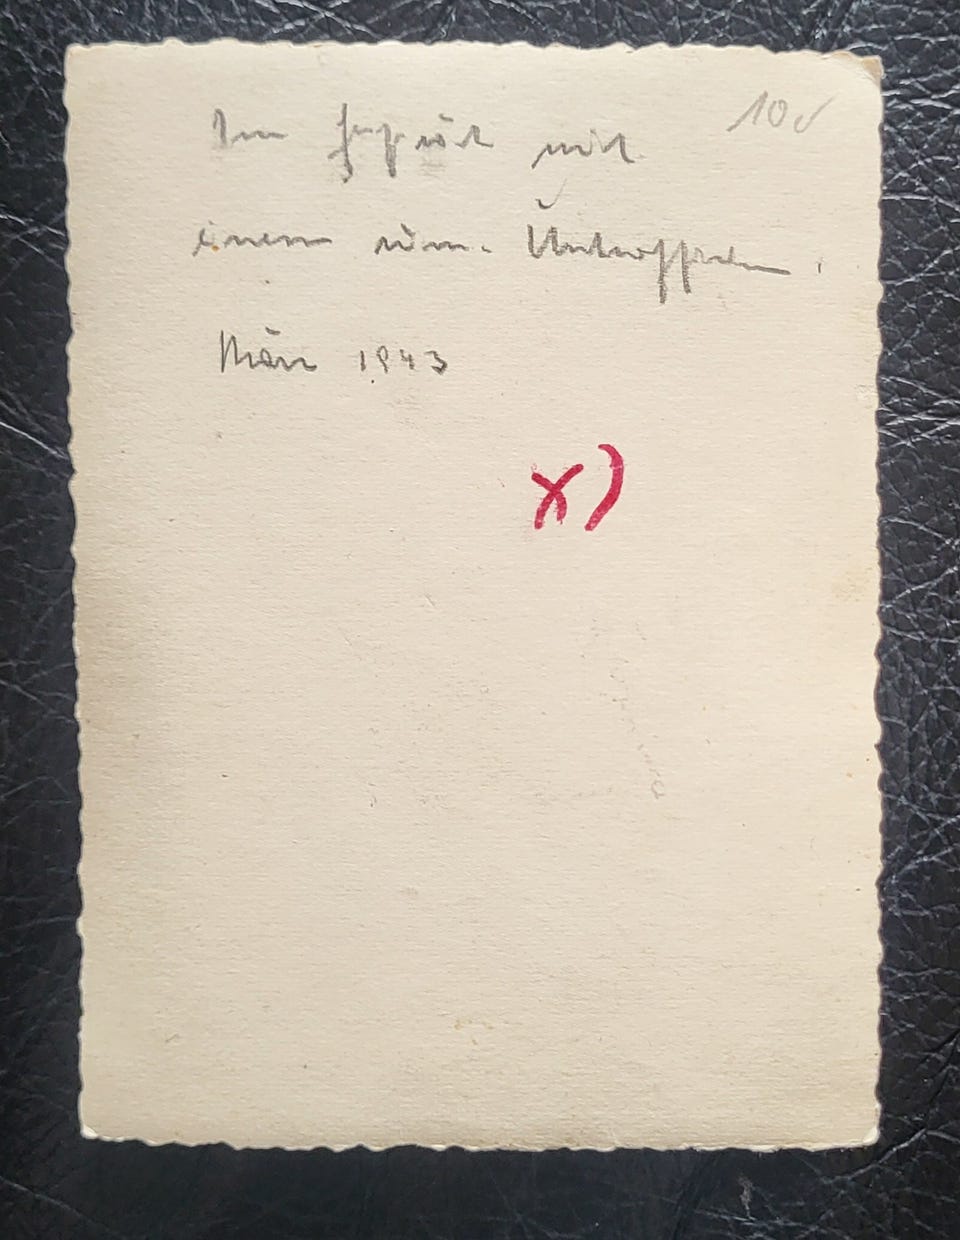 10
Im Gespräch mit
einem rum. Unteroffizier.
März 1943
x)